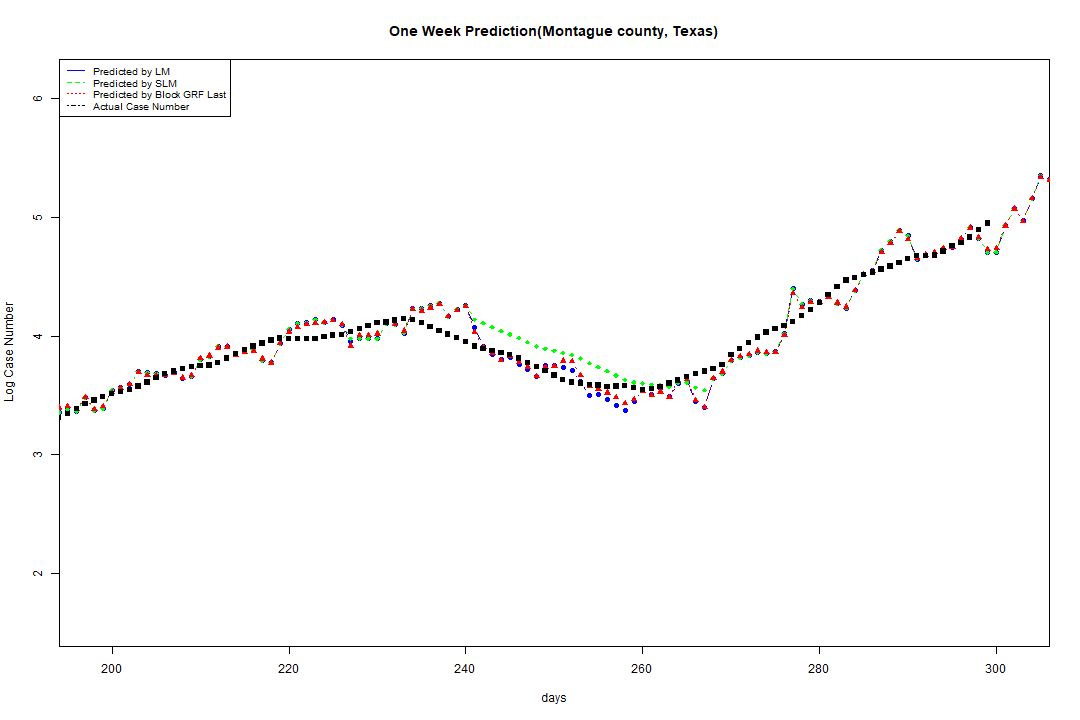 One Week Prediction(Montague county, Texas)
Predicted by LM
Predicted by SLM
Predicted by Block GRF Last
Actual Case Number
6
5
4
3
2
Log Case Number
200 220 240 260 280 300
days